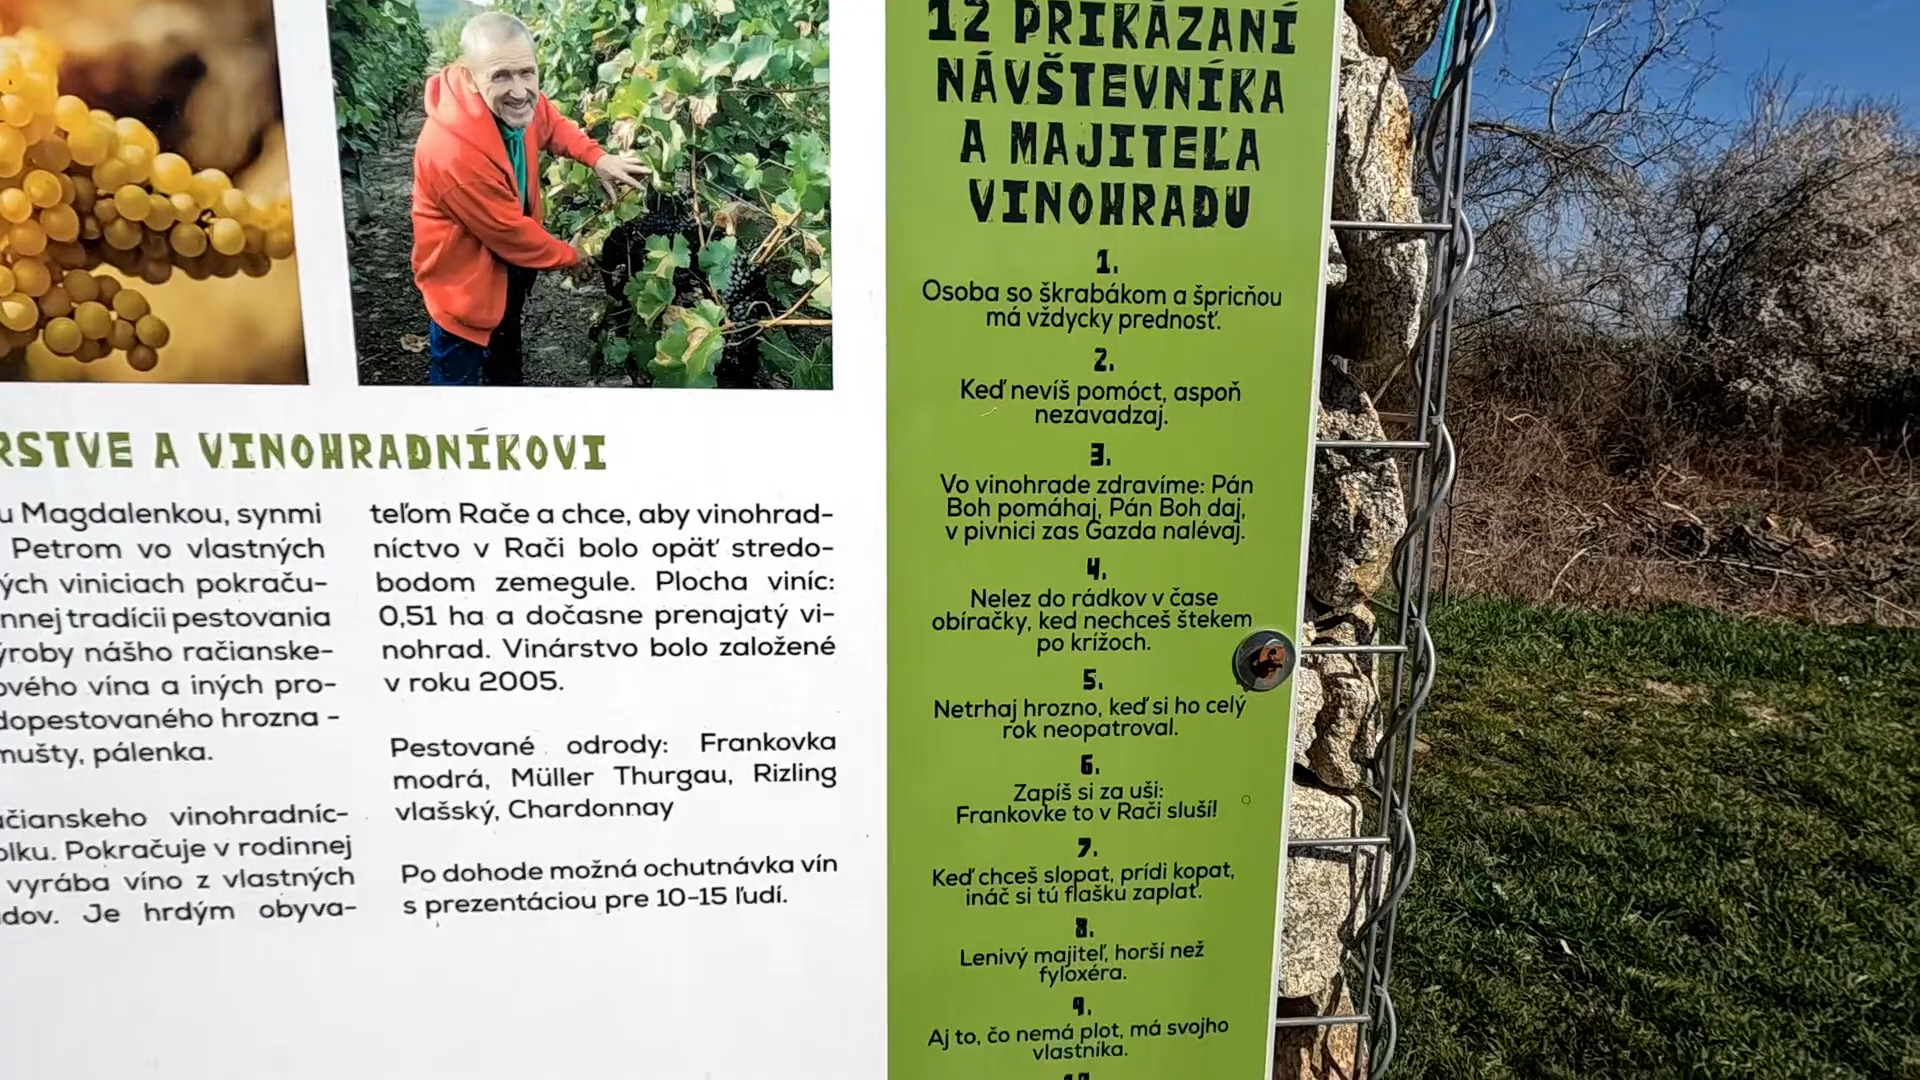 RSTVE A VINOHRADNÍKOVI
u Magdalenkou, synmi
Petrom vo vlastných
ých viniciach pokraču-
nnej tradícii pestovania
ýroby nášho račianske-
ového vína a iných pro-
dopestovaného hrozna –
mušty, pálenka.
ačianskeho vinohradníc-
olku. Pokračuje v rodinnej
vyrába víno z vlastných
dov. Je hrdým obyva-
teľom Rače a chce, aby vinohrad-
níctvo v Rači bolo opäť stredo-
bodom zemegule. Plocha viníc:
0,51 ha a dočasne prenajatý vi-
nohrad. Vinárstvo bolo založené
v roku 2005.
Pestované odrody: Frankovka
modrá, Müller Thurgau, Rizling
vlašský, Chardonnay
Po dohode možná ochutnávka vín
s prezentáciou pre 10-15 ľudí.
12 PRIKÁZANÍ
NÁVŠTEVNÍKA
A MAJITEĽA
VINOHRADU
1.
Osoba so škrabákom a špricňou
má vždycky prednosť.
2.
Keď nevíš pomóct, aspoň
nezavadzaj.
3.
Vo vinohrade zdravíme: Pán
Boh pomáhaj, Pán Boh daj,
v pivnici zas Gazda nalévaj.
4.
Nelez do rádkov v čase
obíračky, ked nechceš štekem
po krížoch.
5.
Netrhaj hrozno, keď si ho celý
rok neopatroval.
6.
Zapíš si za uši:
Frankovke to v Rači sluší!
7.
Keď chceš slopat, prídi kopat,
ináč si tú flašku zaplat.
8.
Lenivý majiteľ, horší než
fyloxéra.
9.
Aj to, čo nemá plot, má svojho
vlastníka.